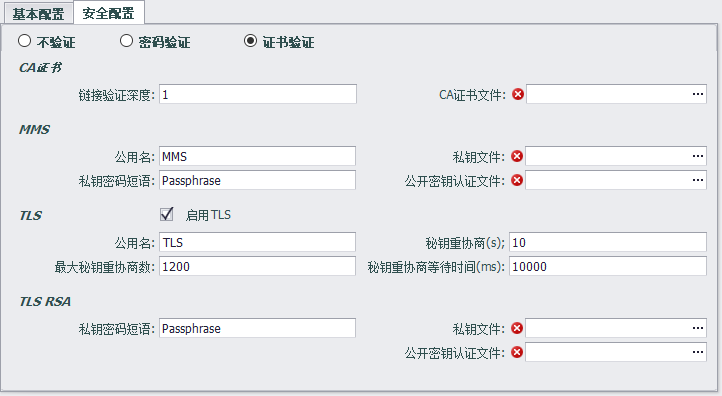 基本配置 安全配置
不验证 密码验证 证书验证
CA证书
链接验证深度: 1 CA证书文件: ...
MMS
公用名: MMS 私钥文件: ...
私钥密码短语: Passphrase 公开密钥认证文件: ...
TLS 启用TLS
公用名: TLS 秘钥重协商(s); 10
最大秘钥重协商数: 1200 秘钥重协商等待时间(ms): 10000
TLS RSA
私钥密码短语: Passphrase 私钥文件: ...
公开密钥认证文件: ...